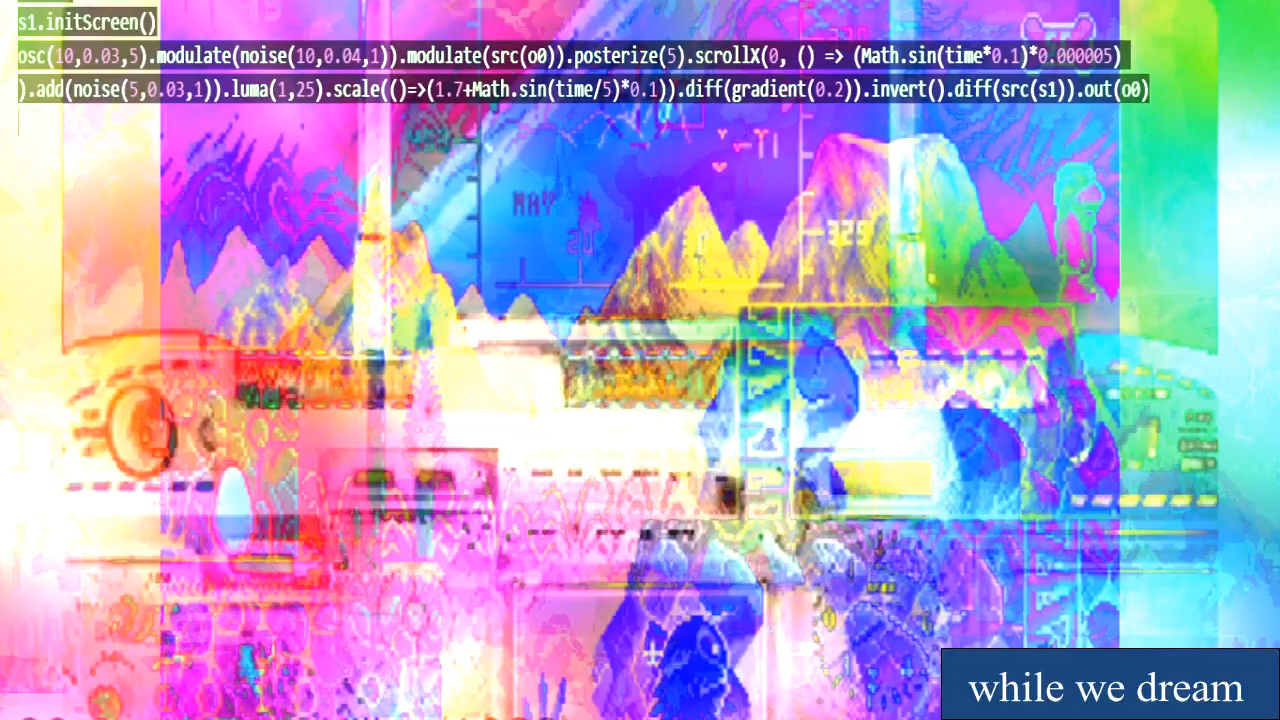 s1.initScreen()
osc(10,0.03,5).modulate(noise(10,0.04,1)).modulate(src(o0)).posterize(5).scrollX(0, () => (Math.sin(time*0.1)*0.000005)
).add(noise(5,0.03,1)).luma(1,25).scale(()=>(1.7+Math.sin(time/5)*0.1)).diff(gradient(0.2)).invert().diff(src(s1)).out(o0)
MAY
20
329
while we dream